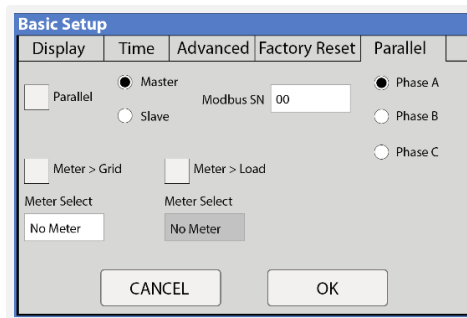 Basic Setup
Display Time Advanced Factory Reset Parallel
Parallel Master Modbus SN 00 Phase A
Slave Phase B
Phase C
Meter > Grid Meter > Load
Meter Select Meter Select
No Meter No Meter
CANCEL OK